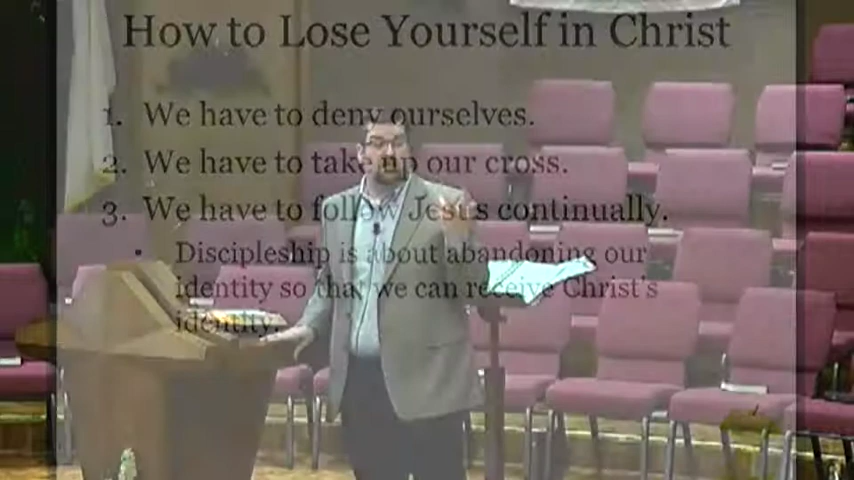 How to Lose Yourself in Christ
1. We have to deny ourselves.
2. We have to take up our cross.
3. We have to follow Jesus continually.
• Discipleship is about abandoning our
identity so that we can receive Christ's
identity.